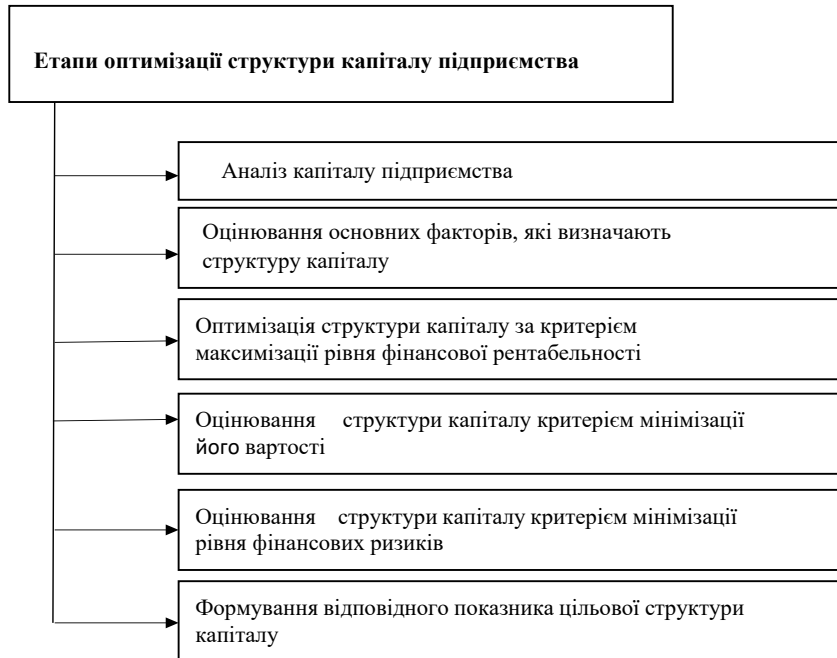 Етапи оптимізації структури капіталу підприємства
Аналіз капіталу підприємства
Оцінювання основних факторів, які визначають
структуру капіталу
Оптимізація структури капіталу за критерієм
максимізації рівня фінансової рентабельності
Оцінювання структури капіталу критерієм мінімізації
його вартості
Оцінювання структури капіталу критерієм мінімізації
рівня фінансових ризиків
Формування відповідного показника цільової структури
капіталу